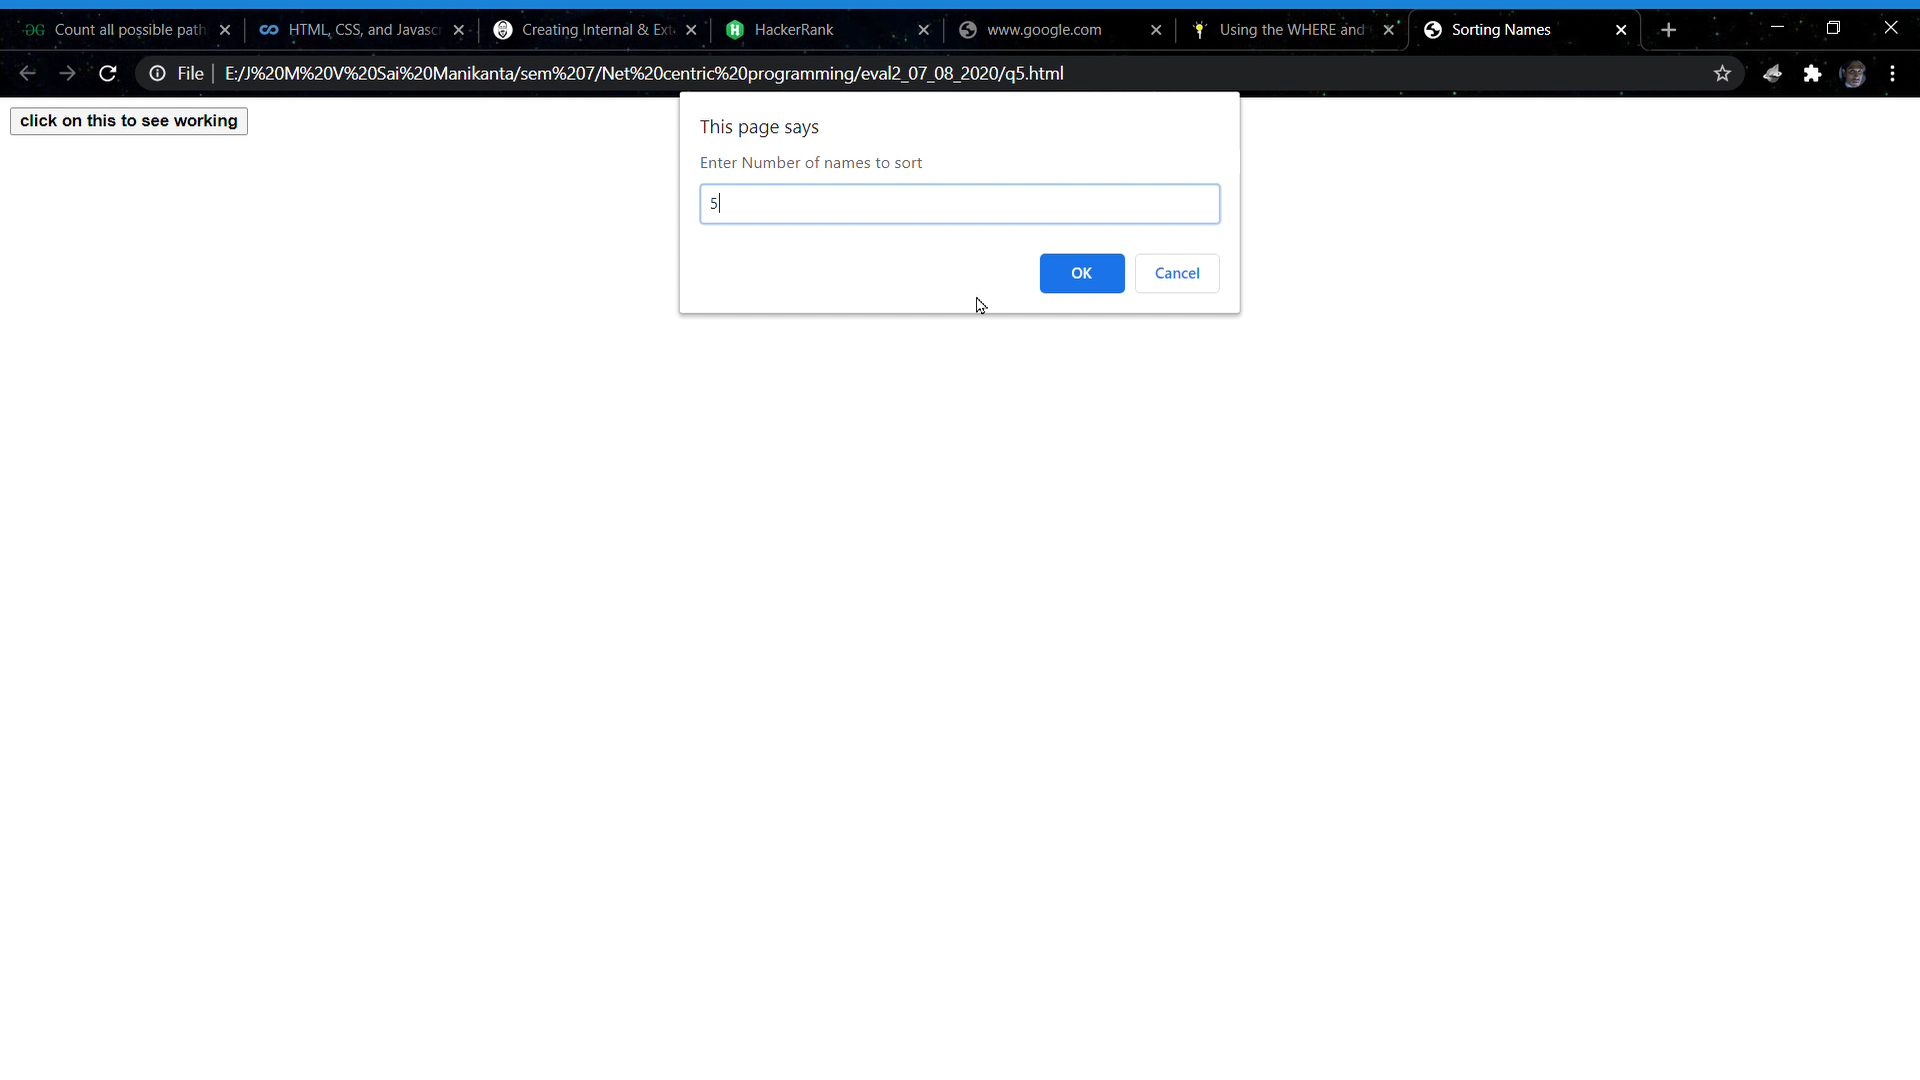 Count all possible path
HTML, CSS, and Javascr
Creating Internal & Ext
HackerRank
www.google.com
Using the WHERE and
Sorting Names
File
E:/J%20M%20V%20Sai%20Manikanta/sem%207/Net%20centric%20programming/eval2_07_08_2020/q5.html
click on this to see working
This page says
Enter Number of names to sort
5
OK
Cancel